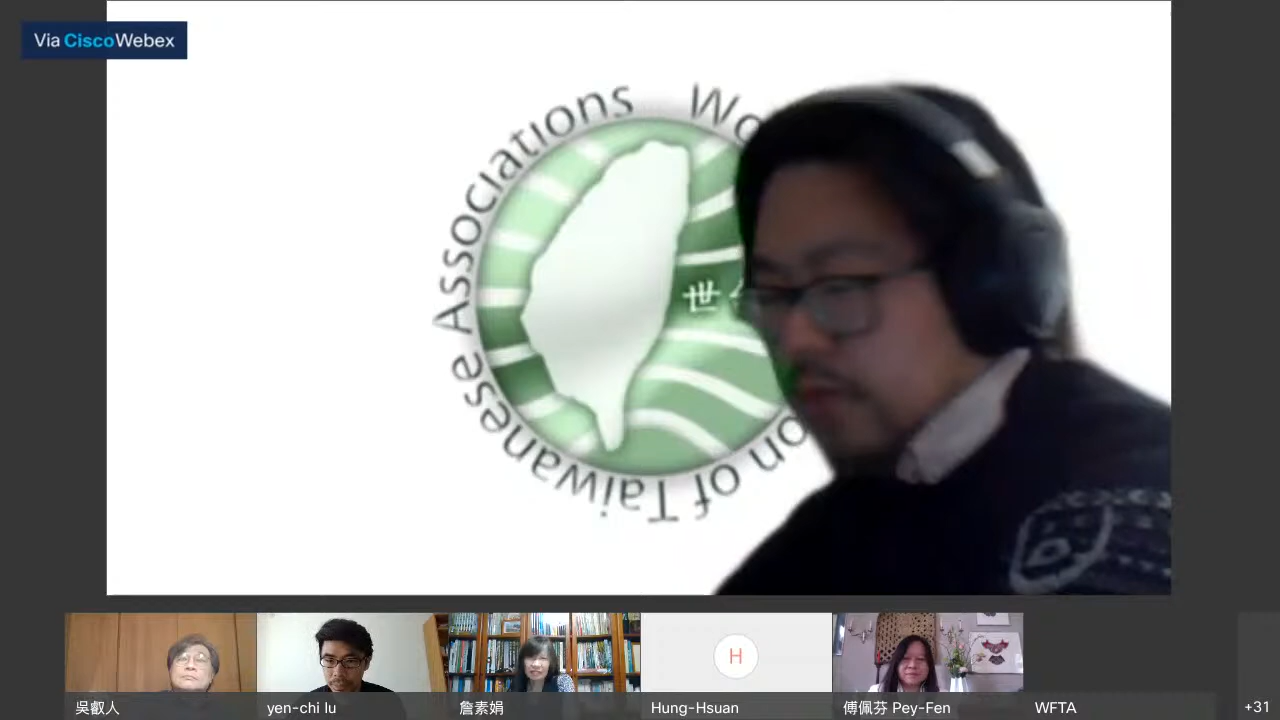 Via CiscoWebex
Taiwanese Associations
on of
世
H
吳叡人
yen-chi lu
詹素娟
Hung-Hsuan
傅佩芬 Pey-Fen
WFTA
+31